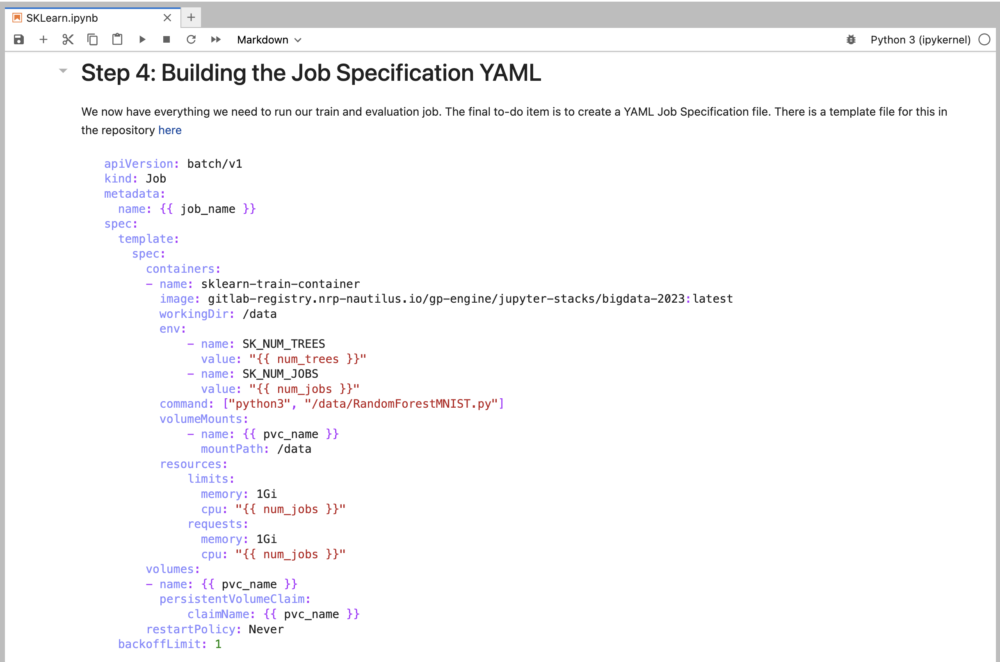 SKLearn.ipynb
Markdown
Python 3 (ipykernel)
Step 4: Building the Job Specification YAML
We now have everything we need to run our train and evaluation job. The final to-do item is to create a YAML Job Specification file. There is a template file for this in
the repository here
apiVersion: batch/v1
kind: Job
metadata:
  name: {{ job_name }}
spec:
  template:
    spec:
      containers:
      - name: sklearn-train-container
        image: gitlab-registry.nrp-nautilus.io/gp-engine/jupyter-stacks/bigdata-2023:latest
        workingDir: /data
        env:
            - name: SK_NUM_TREES
              value: "{{ num_trees }}"
            - name: SK_NUM_JOBS
              value: "{{ num_jobs }}"
        command: ["python3", "/data/RandomForestMNIST.py"]
        volumeMounts:
            - name: {{ pvc_name }}
              mountPath: /data
        resources:
            limits:
              memory: 1Gi
              cpu: "{{ num_jobs }}"
            requests:
              memory: 1Gi
              cpu: "{{ num_jobs }}"
      volumes:
      - name: {{ pvc_name }}
        persistentVolumeClaim:
            claimName: {{ pvc_name }}
      restartPolicy: Never
  backoffLimit: 1